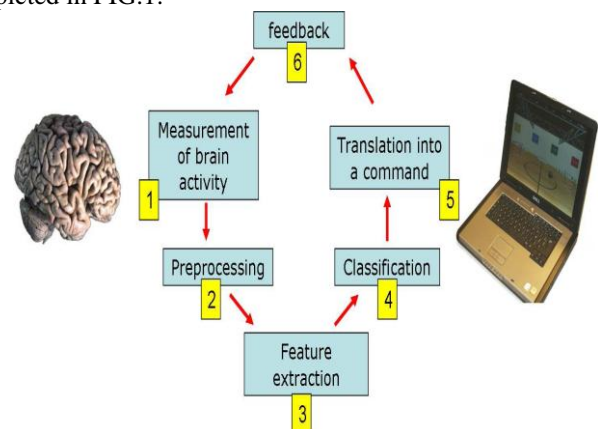 feedback
6
Measurement
of brain
activity
1
Preprocessing
2
Feature
extraction
3
Classification
4
Translation into
a command
5